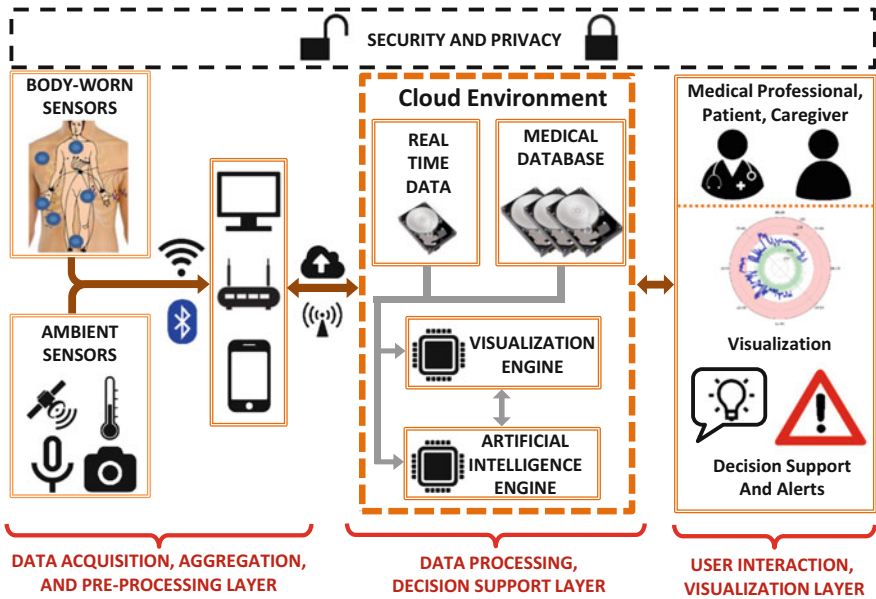 SECURITY AND PRIVACY
BODY-WORN
SENSORS
AMBIENT
SENSORS
Cloud Environment
REAL
TIME
DATA
MEDICAL
DATABASE
VISUALIZATION
ENGINE
ARTIFICIAL
INTELLIGENCE
ENGINE
Medical Professional,
Patient, Caregiver
Visualization
Decision Support
And Alerts
DATA ACQUISITION, AGGREGATION,
AND PRE-PROCESSING LAYER
DATA PROCESSING,
DECISION SUPPORT LAYER
USER INTERACTION,
VISUALIZATION LAYER